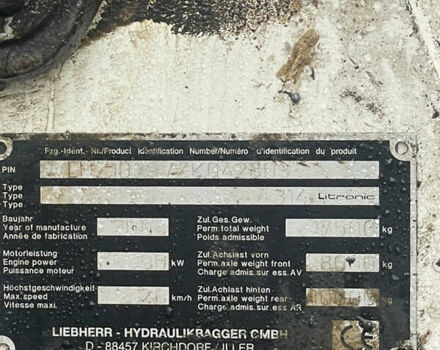 Fzg.-Ident.- Nr/Product Identification Number/Numéro d'identification du produit
PIN
Type
Type
Type
314 Litronic
Baujahr
Year of manufacture
Année de fabrication
Zul.Ges.Gew.
Perm.total weight
Poids admissible
kg
Motorleistung
Engine power
Puissance moteur
kW
Zul.Achslast vorn
Perm.axle weight front
Charge admis.sur ess.AV
kg
Höchstgeschwindigkeit
Max.speed
Vitesse maxi.
20 km/h
Zul.Achslast hinten
Perm.axle weight rear
Charge admis.sur ess AR
kg
LIEBHERR - HYDRAULIKBAGGER GMBH
D - 88457 KIRCHDORF/ILLER
CE